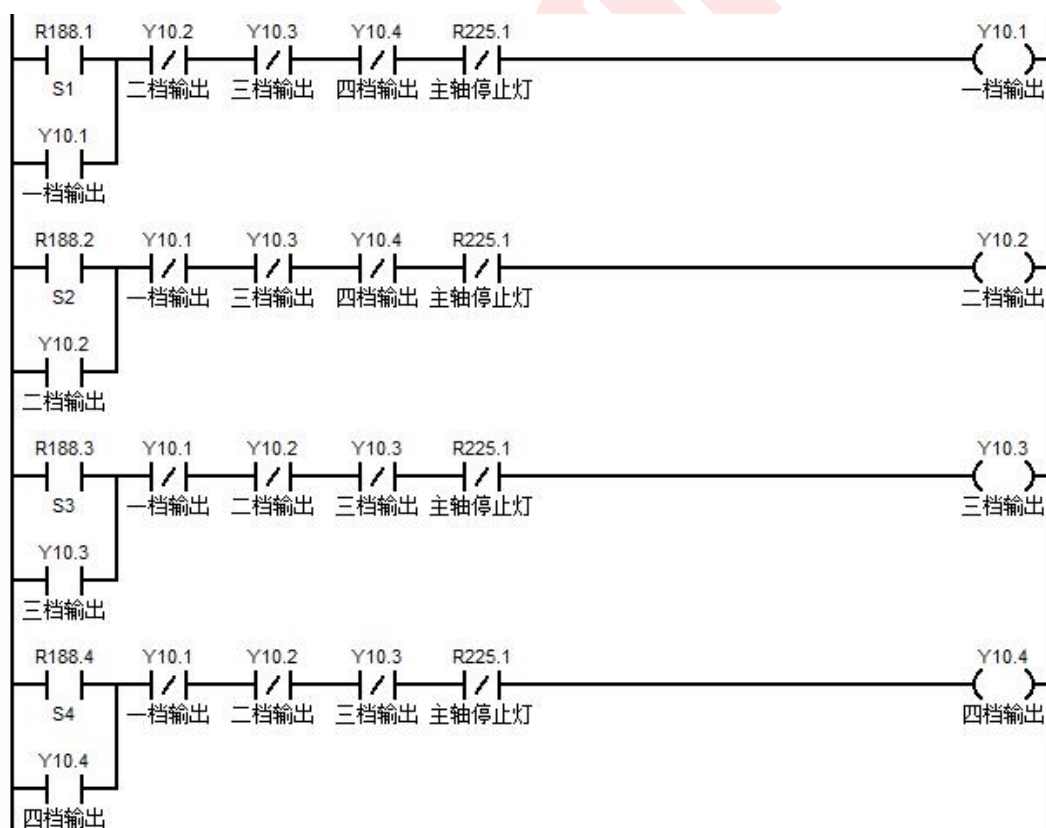 R188.1 Y10.2 Y10.3 Y10.4 R225.1 Y10.1
S1 二档输出 三档输出 四档输出 主轴停止灯 一档输出
Y10.1
一档输出
R188.2 Y10.1 Y10.3 Y10.4 R225.1 Y10.2
S2 一档输出 三档输出 四档输出 主轴停止灯 二档输出
Y10.2
二档输出
R188.3 Y10.1 Y10.2 Y10.3 R225.1 Y10.3
S3 一档输出 二档输出 三档输出 主轴停止灯 三档输出
Y10.3
三档输出
R188.4 Y10.1 Y10.2 Y10.3 R225.1 Y10.4
S4 一档输出 二档输出 三档输出 主轴停止灯 四档输出
Y10.4
四档输出